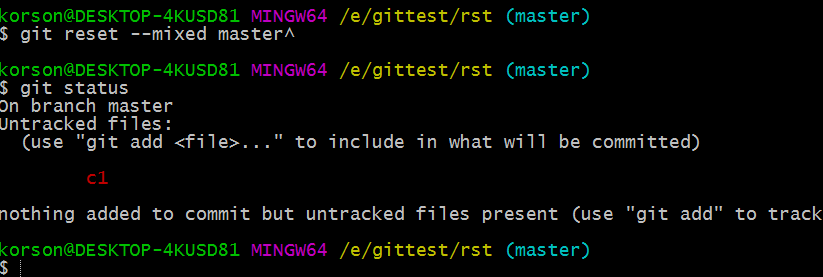 korson@DESKTOP-4KUSD81 MINGW64 /e/gittest/rst (master)
$ git reset --mixed master^
korson@DESKTOP-4KUSD81 MINGW64 /e/gittest/rst (master)
$ git status
On branch master
Untracked files:
(use "git add <file>..." to include in what will be committed)
c1
nothing added to commit but untracked files present (use "git add" to track
korson@DESKTOP-4KUSD81 MINGW64 /e/gittest/rst (master)
$